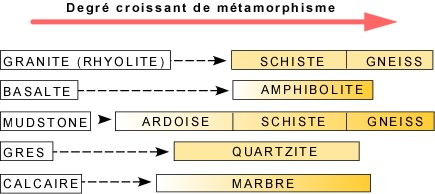 Degré croissant de métamorphisme
GRANITE (RHYOLITE) SCHISTE GNEISS
BASALTE AMPHIBOLITE
MUDSTONE ARDOISE SCHISTE GNEISS
GRES QUARTZITE
CALCAIRE MARBRE